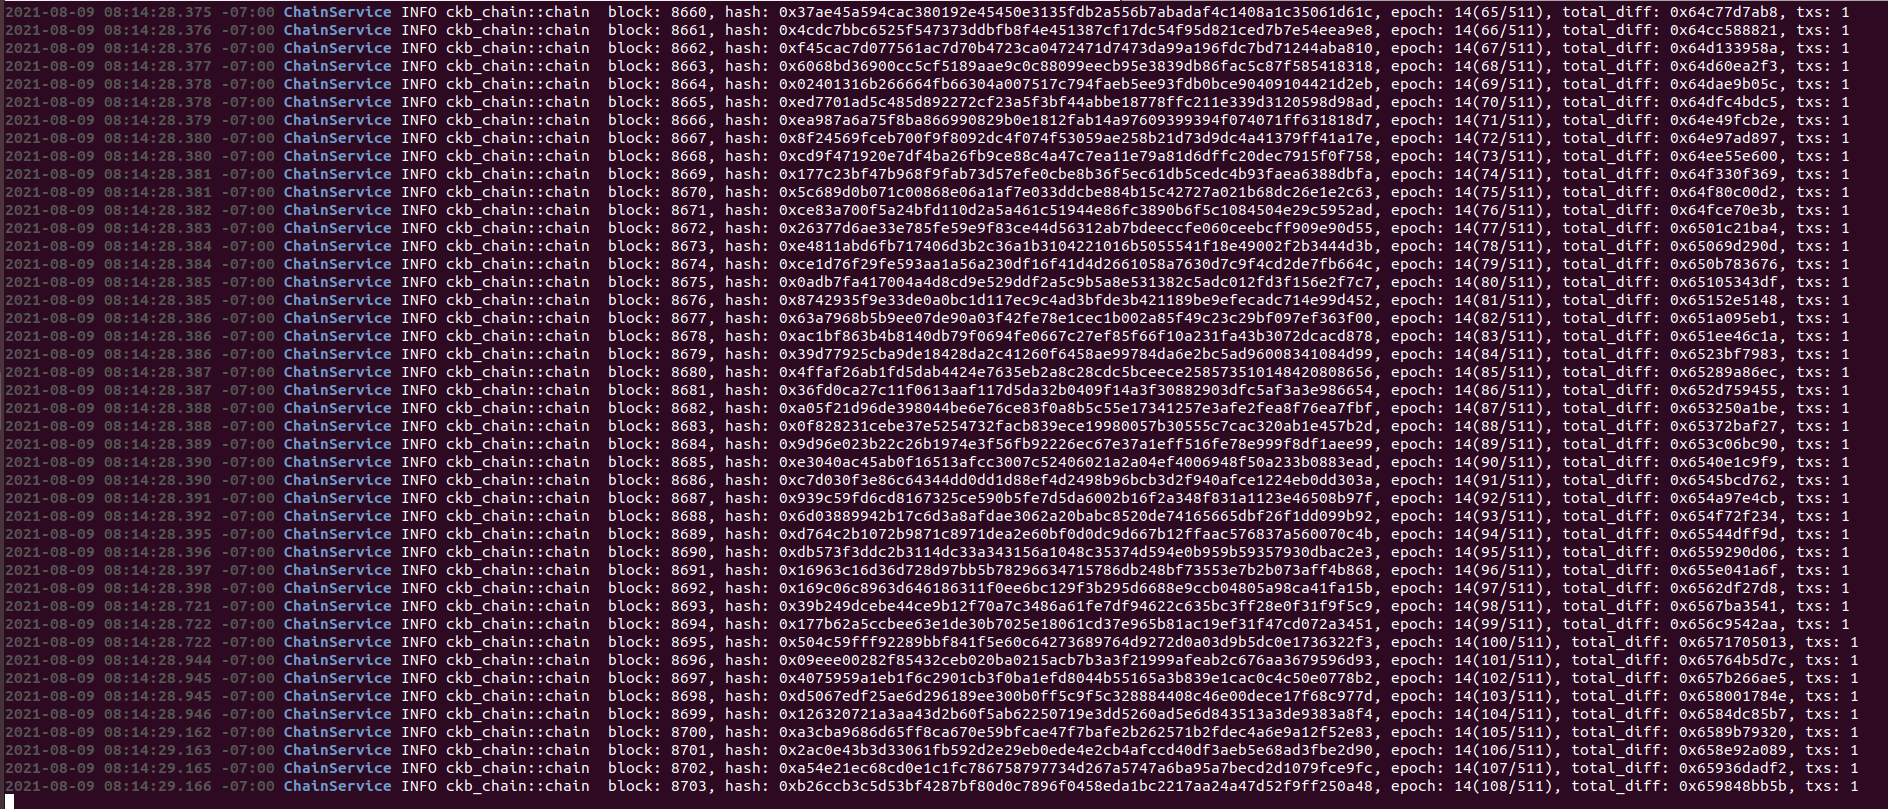 2021-08-09 08:14:28.375 -07:00 ChainService INFO ckb_chain::chain  block: 8660, hash: 0x37ae45a594cac380192e45450e3135fdb2a556b7abadaf4c1408a1c35061d61c, epoch: 14(65/511), total_diff: 0x64c77d7ab8, txs: 1
2021-08-09 08:14:28.376 -07:00 ChainService INFO ckb_chain::chain  block: 8661, hash: 0x4cdc7bbc6525f547373ddbfb8f4e451387cf17dc54f95d821ced7b7e54eea9e8, epoch: 14(66/511), total_diff: 0x64cc588821, txs: 1
2021-08-09 08:14:28.376 -07:00 ChainService INFO ckb_chain::chain  block: 8662, hash: 0xf45cac7d077561ac7d70b4723ca0472471d7473da99a196fdc7bd71244aba810, epoch: 14(67/511), total_diff: 0x64d133958a, txs: 1
2021-08-09 08:14:28.377 -07:00 ChainService INFO ckb_chain::chain  block: 8663, hash: 0x6068bd36900cc5cf5189aae9c0c88099eecb95e3839db86fac5c87f585418318, epoch: 14(68/511), total_diff: 0x64d60ea2f3, txs: 1
2021-08-09 08:14:28.378 -07:00 ChainService INFO ckb_chain::chain  block: 8664, hash: 0x02401316b266664fb66304a007517c794faeb5ee93fdb0bce90409104421d2eb, epoch: 14(69/511), total_diff: 0x64dae9b05c, txs: 1
2021-08-09 08:14:28.378 -07:00 ChainService INFO ckb_chain::chain  block: 8665, hash: 0xed7701ad5c485d892272cf23a5f3bf44abbe18778ffc211e339d3120598d98ad, epoch: 14(70/511), total_diff: 0x64dfc4bdc5, txs: 1
2021-08-09 08:14:28.379 -07:00 ChainService INFO ckb_chain::chain  block: 8666, hash: 0xea987a6a75f8ba866990829b0e1812fab14a97609399394f074071ff631818d7, epoch: 14(71/511), total_diff: 0x64e49fcb2e, txs: 1
2021-08-09 08:14:28.380 -07:00 ChainService INFO ckb_chain::chain  block: 8667, hash: 0x8f24569fceb700f9f8092dc4f074f53059ae258b21d73d9dc4a41379ff41a17e, epoch: 14(72/511), total_diff: 0x64e97ad897, txs: 1
2021-08-09 08:14:28.380 -07:00 ChainService INFO ckb_chain::chain  block: 8668, hash: 0xcd9f471920e7df4ba26fb9ce88c4a47c7ea11e79a81d6dffc20dec7915f0f758, epoch: 14(73/511), total_diff: 0x64ee55e600, txs: 1
2021-08-09 08:14:28.381 -07:00 ChainService INFO ckb_chain::chain  block: 8669, hash: 0x177c23bf47b968f9fab73d57efe0cbe8b36f5ec61db5cedc4b93faea6388dbfa, epoch: 14(74/511), total_diff: 0x64f330f369, txs: 1
2021-08-09 08:14:28.381 -07:00 ChainService INFO ckb_chain::chain  block: 8670, hash: 0x5c689d0b071c00868e06a1af7e033ddcbe884b15c42727a021b68dc26e1e2c63, epoch: 14(75/511), total_diff: 0x64f80c00d2, txs: 1
2021-08-09 08:14:28.382 -07:00 ChainService INFO ckb_chain::chain  block: 8671, hash: 0xce83a700f5a24bfd110d2a5a461c51944e86fc3890b6f5c1084504e29c5952ad, epoch: 14(76/511), total_diff: 0x64fce70e3b, txs: 1
2021-08-09 08:14:28.383 -07:00 ChainService INFO ckb_chain::chain  block: 8672, hash: 0x26377d6ae33e785fe59e9f83ce44d56312ab7bdeeccfe060ceebcff909e90d55, epoch: 14(77/511), total_diff: 0x6501c21ba4, txs: 1
2021-08-09 08:14:28.384 -07:00 ChainService INFO ckb_chain::chain  block: 8673, hash: 0xe4811abd6fb717406d3b2c36a1b3104221016b5055541f18e49002f2b3444d3b, epoch: 14(78/511), total_diff: 0x65069d290d, txs: 1
2021-08-09 08:14:28.384 -07:00 ChainService INFO ckb_chain::chain  block: 8674, hash: 0xce1d76f29fe593aa1a56a230df16f41d4d2661058a7630d7c9f4cd2de7fb664c, epoch: 14(79/511), total_diff: 0x650b783676, txs: 1
2021-08-09 08:14:28.385 -07:00 ChainService INFO ckb_chain::chain  block: 8675, hash: 0x0adb7fa417004a4d8cd9e529ddf2a5c9b5a8e531382c5adc012fd3f156e2f7c7, epoch: 14(80/511), total_diff: 0x65105343df, txs: 1
2021-08-09 08:14:28.385 -07:00 ChainService INFO ckb_chain::chain  block: 8676, hash: 0x8742935f9e33de0a0bc1d117ec9c4ad3bfde3b421189be9efecadc714e99d452, epoch: 14(81/511), total_diff: 0x65152e5148, txs: 1
2021-08-09 08:14:28.386 -07:00 ChainService INFO ckb_chain::chain  block: 8677, hash: 0x63a7968b5b9ee07de90a03f42fe78e1cec1b002a85f49c23c29bf097ef363f00, epoch: 14(82/511), total_diff: 0x651a095eb1, txs: 1
2021-08-09 08:14:28.386 -07:00 ChainService INFO ckb_chain::chain  block: 8678, hash: 0xac1bf863b4b8140db79f0694fe0667c27ef85f66f10a231fa43b3072dcacd878, epoch: 14(83/511), total_diff: 0x651ee46c1a, txs: 1
2021-08-09 08:14:28.386 -07:00 ChainService INFO ckb_chain::chain  block: 8679, hash: 0x39d77925cba9de18428da2c41260f6458ae99784da6e2bc5ad96008341084d99, epoch: 14(84/511), total_diff: 0x6523bf7983, txs: 1
2021-08-09 08:14:28.387 -07:00 ChainService INFO ckb_chain::chain  block: 8680, hash: 0x4ffaf26ab1fd5dab4424e7635eb2a8c28cdc5bceece258573510148420808656, epoch: 14(85/511), total_diff: 0x65289a86ec, txs: 1
2021-08-09 08:14:28.387 -07:00 ChainService INFO ckb_chain::chain  block: 8681, hash: 0x36fd0ca27c11f0613aaf117d5da32b0409f14a3f30882903dfc5af3a3e986654, epoch: 14(86/511), total_diff: 0x652d759455, txs: 1
2021-08-09 08:14:28.388 -07:00 ChainService INFO ckb_chain::chain  block: 8682, hash: 0xa05f21d96de398044be6e76ce83f0a8b5c55e17341257e3afe2fea8f76ea7fbf, epoch: 14(87/511), total_diff: 0x653250a1be, txs: 1
2021-08-09 08:14:28.388 -07:00 ChainService INFO ckb_chain::chain  block: 8683, hash: 0x0f828231cebe37e5254732facb839ece19980057b30555c7cac320ab1e457b2d, epoch: 14(88/511), total_diff: 0x65372baf27, txs: 1
2021-08-09 08:14:28.389 -07:00 ChainService INFO ckb_chain::chain  block: 8684, hash: 0x9d96e023b22c26b1974e3f56fb92226ec67e37a1eff516fe78e999f8df1aee99, epoch: 14(89/511), total_diff: 0x653c06bc90, txs: 1
2021-08-09 08:14:28.390 -07:00 ChainService INFO ckb_chain::chain  block: 8685, hash: 0xe3040ac45ab0f16513afcc3007c52406021a2a04ef4006948f50a233b0883ead, epoch: 14(90/511), total_diff: 0x6540e1c9f9, txs: 1
2021-08-09 08:14:28.390 -07:00 ChainService INFO ckb_chain::chain  block: 8686, hash: 0xc7d030f3e86c64344dd0dd1d88ef4d2498b96bcb3d2f940afce1224eb0dd303a, epoch: 14(91/511), total_diff: 0x6545bcd762, txs: 1
2021-08-09 08:14:28.391 -07:00 ChainService INFO ckb_chain::chain  block: 8687, hash: 0x939c59fd6cd8167325ce590b5fe7d5da6002b16f2a348f831a1123e46508b97f, epoch: 14(92/511), total_diff: 0x654a97e4cb, txs: 1
2021-08-09 08:14:28.392 -07:00 ChainService INFO ckb_chain::chain  block: 8688, hash: 0x6d03889942b17c6d3a8afdae3062a20babc8520de74165665dbf26f1dd099b92, epoch: 14(93/511), total_diff: 0x654f72f234, txs: 1
2021-08-09 08:14:28.395 -07:00 ChainService INFO ckb_chain::chain  block: 8689, hash: 0xd764c2b1072b9871c8971dea2e60bf0d0dc9d667b12ffaac576837a560070c4b, epoch: 14(94/511), total_diff: 0x65544dff9d, txs: 1
2021-08-09 08:14:28.396 -07:00 ChainService INFO ckb_chain::chain  block: 8690, hash: 0xdb573f3ddc2b3114dc33a343156a1048c35374d594e0b959b59357930dbac2e3, epoch: 14(95/511), total_diff: 0x6559290d06, txs: 1
2021-08-09 08:14:28.397 -07:00 ChainService INFO ckb_chain::chain  block: 8691, hash: 0x16963c16d36d728d97bb5b78296634715786db248bf73553e7b2b073aff4b868, epoch: 14(96/511), total_diff: 0x655e041a6f, txs: 1
2021-08-09 08:14:28.398 -07:00 ChainService INFO ckb_chain::chain  block: 8692, hash: 0x169c06c8963d646186311f0ee6bc129f3b295d6688e9ccb04805a98ca41fa15b, epoch: 14(97/511), total_diff: 0x6562df27d8, txs: 1
2021-08-09 08:14:28.721 -07:00 ChainService INFO ckb_chain::chain  block: 8693, hash: 0x39b249dcebe44ce9b12f70a7c3486a61fe7df94622c635bc3ff28e0f31f9f5c9, epoch: 14(98/511), total_diff: 0x6567ba3541, txs: 1
2021-08-09 08:14:28.722 -07:00 ChainService INFO ckb_chain::chain  block: 8694, hash: 0x177b62a5ccbee63e1de30b7025e18061cd37e965b81ac19ef31f47cd072a3451, epoch: 14(99/511), total_diff: 0x656c9542aa, txs: 1
2021-08-09 08:14:28.722 -07:00 ChainService INFO ckb_chain::chain  block: 8695, hash: 0x504c59fff92289bbf841f5e60c64273689764d9272d0a03d9b5dc0e1736322f3, epoch: 14(100/511), total_diff: 0x6571705013, txs: 1
2021-08-09 08:14:28.944 -07:00 ChainService INFO ckb_chain::chain  block: 8696, hash: 0x09eee00282f85432ceb020ba0215acb7b3a3f21999afeab2c676aa3679596d93, epoch: 14(101/511), total_diff: 0x65764b5d7c, txs: 1
2021-08-09 08:14:28.945 -07:00 ChainService INFO ckb_chain::chain  block: 8697, hash: 0x4075959a1eb1f6c2901cb3f0ba1efd8044b55165a3b839e1cac0c4c50e0778b2, epoch: 14(102/511), total_diff: 0x657b266ae5, txs: 1
2021-08-09 08:14:28.945 -07:00 ChainService INFO ckb_chain::chain  block: 8698, hash: 0xd5067edf25ae6d296189ee300b0ff5c9f5c328884408c46e00dece17f68c977d, epoch: 14(103/511), total_diff: 0x658001784e, txs: 1
2021-08-09 08:14:28.946 -07:00 ChainService INFO ckb_chain::chain  block: 8699, hash: 0x126320721a3aa43d2b60f5ab62250719e3dd5260ad5e6d843513a3de9383a8f4, epoch: 14(104/511), total_diff: 0x6584dc85b7, txs: 1
2021-08-09 08:14:29.162 -07:00 ChainService INFO ckb_chain::chain  block: 8700, hash: 0xa3cba9686d65ff8ca670e59bfcae47f7bafe2b262571b2fdec4a6e9a12f52e83, epoch: 14(105/511), total_diff: 0x6589b79320, txs: 1
2021-08-09 08:14:29.163 -07:00 ChainService INFO ckb_chain::chain  block: 8701, hash: 0x2ac0e43b3d33061fb592d2e29eb0ede4e2cb4afccd40df3aeb5e68ad3fbe2d90, epoch: 14(106/511), total_diff: 0x658e92a089, txs: 1
2021-08-09 08:14:29.165 -07:00 ChainService INFO ckb_chain::chain  block: 8702, hash: 0xa54e21ec68cd0e1c1fc786758797734d267a5747a6ba95a7becd2d1079fce9fc, epoch: 14(107/511), total_diff: 0x65936dadf2, txs: 1
2021-08-09 08:14:29.166 -07:00 ChainService INFO ckb_chain::chain  block: 8703, hash: 0xb26ccb3c5d53bf4287bf80d0c7896f0458eda1bc2217aa24a47d52f9ff250a48, epoch: 14(108/511), total_diff: 0x659848bb5b, txs: 1